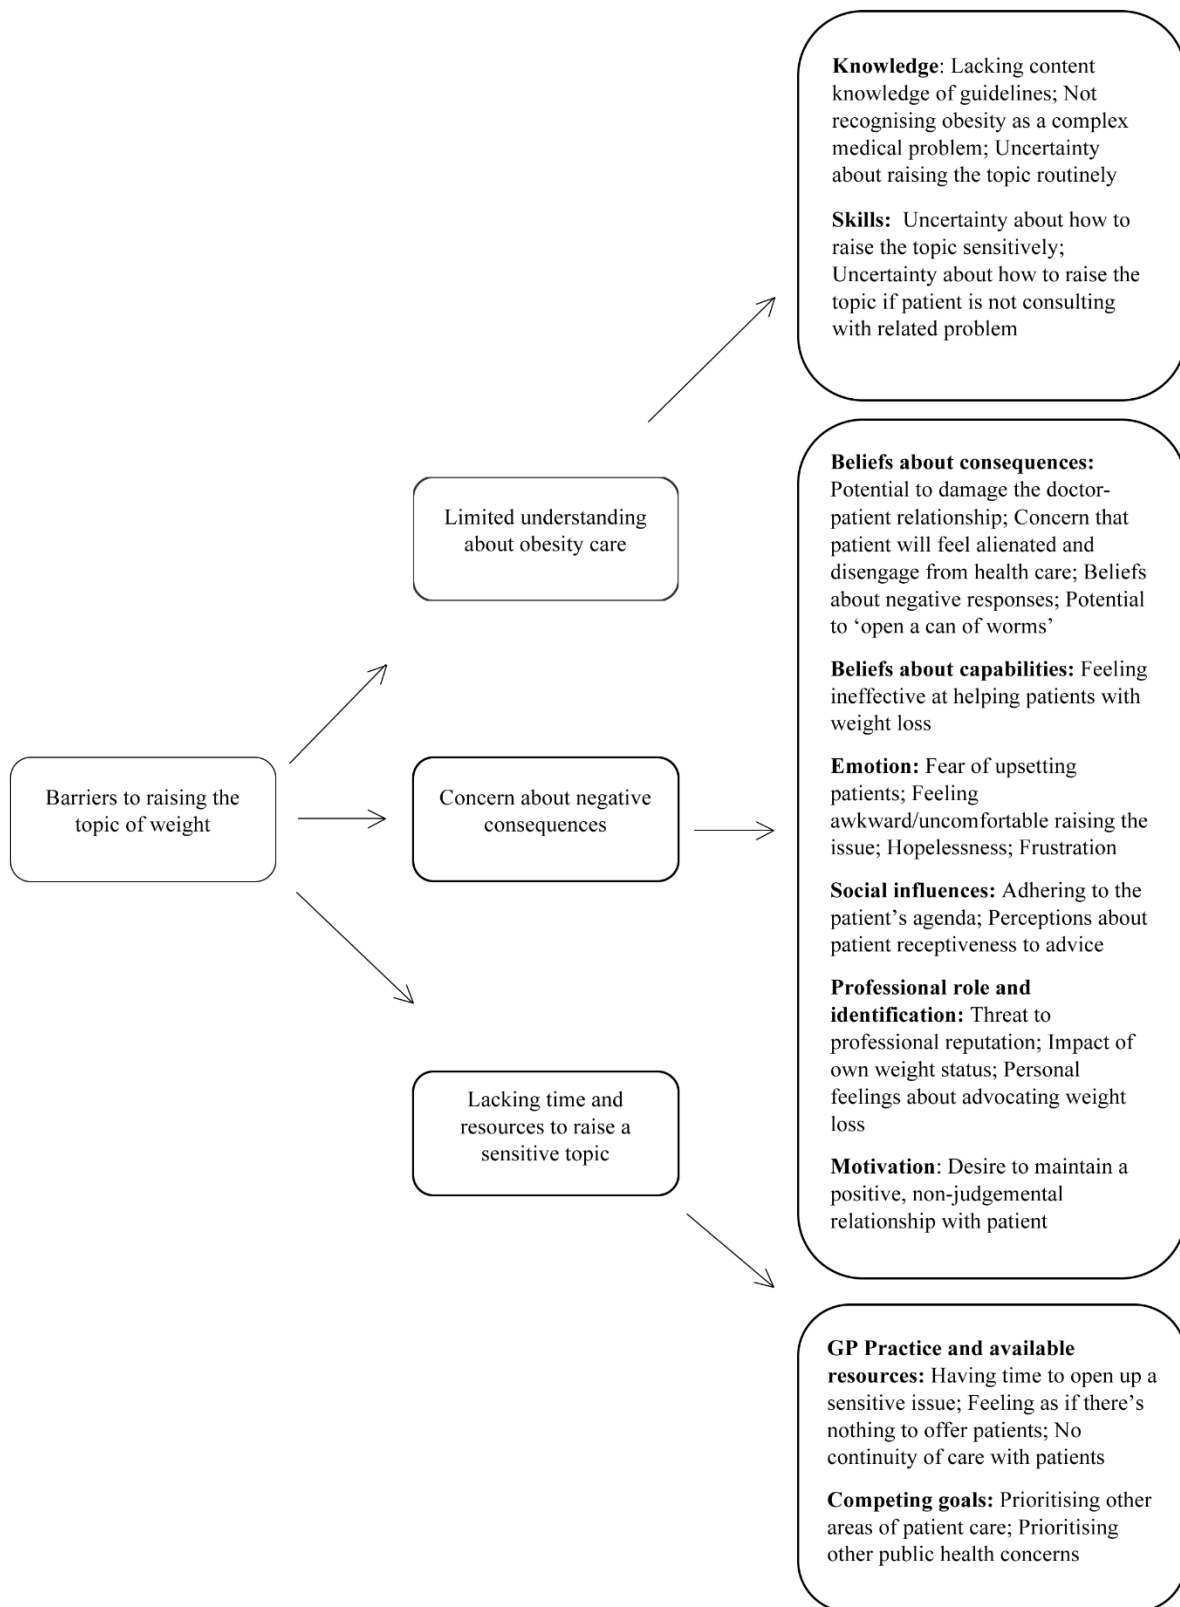 Knowledge: Lacking content
knowledge of guidelines; Not
recognising obesity as a complex
medical problem; Uncertainty
about raising the topic routinely
Skills: Uncertainty about how to
raise the topic sensitively;
Uncertainty about how to raise the
topic if patient is not consulting
with related problem
Limited understanding
about obesity care
Beliefs about consequences:
Potential to damage the doctor-
patient relationship; Concern that
patient will feel alienated and
disengage from health care; Beliefs
about negative responses; Potential
to ‘open a can of worms’
Beliefs about capabilities: Feeling
ineffective at helping patients with
weight loss
Emotion: Fear of upsetting
patients; Feeling
awkward/uncomfortable raising the
issue; Hopelessness; Frustration
Social influences: Adhering to the
patient’s agenda; Perceptions about
patient receptiveness to advice
Professional role and
identification: Threat to
professional reputation; Impact of
own weight status; Personal
feelings about advocating weight
loss
Motivation: Desire to maintain a
positive, non-judgemental
relationship with patient
Barriers to raising the
topic of weight
Concern about negative
consequences
Lacking time and
resources to raise a
sensitive topic
GP Practice and available
resources: Having time to open up a
sensitive issue; Feeling as if there’s
nothing to offer patients; No
continuity of care with patients
Competing goals: Prioritising other
areas of patient care; Prioritising
other public health concerns